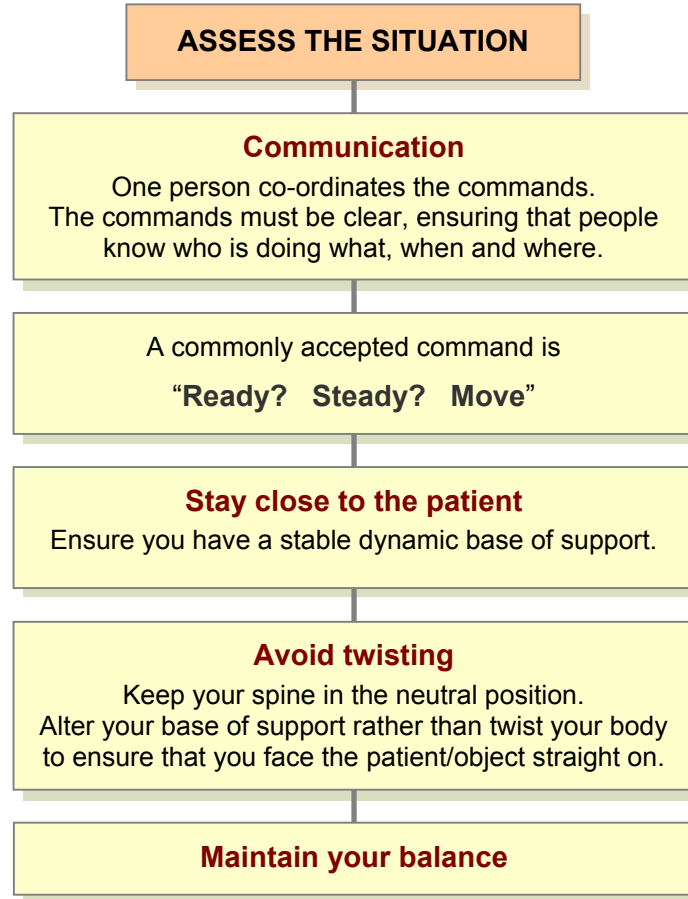 ASSESS THE SITUATION
Communication
One person co-ordinates the commands.
The commands must be clear, ensuring that people
know who is doing what, when and where.
A commonly accepted command is
“Ready? Steady? Move”
Stay close to the patient
Ensure you have a stable dynamic base of support.
Avoid twisting
Keep your spine in the neutral position.
Alter your base of support rather than twist your body
to ensure that you face the patient/object straight on.
Maintain your balance